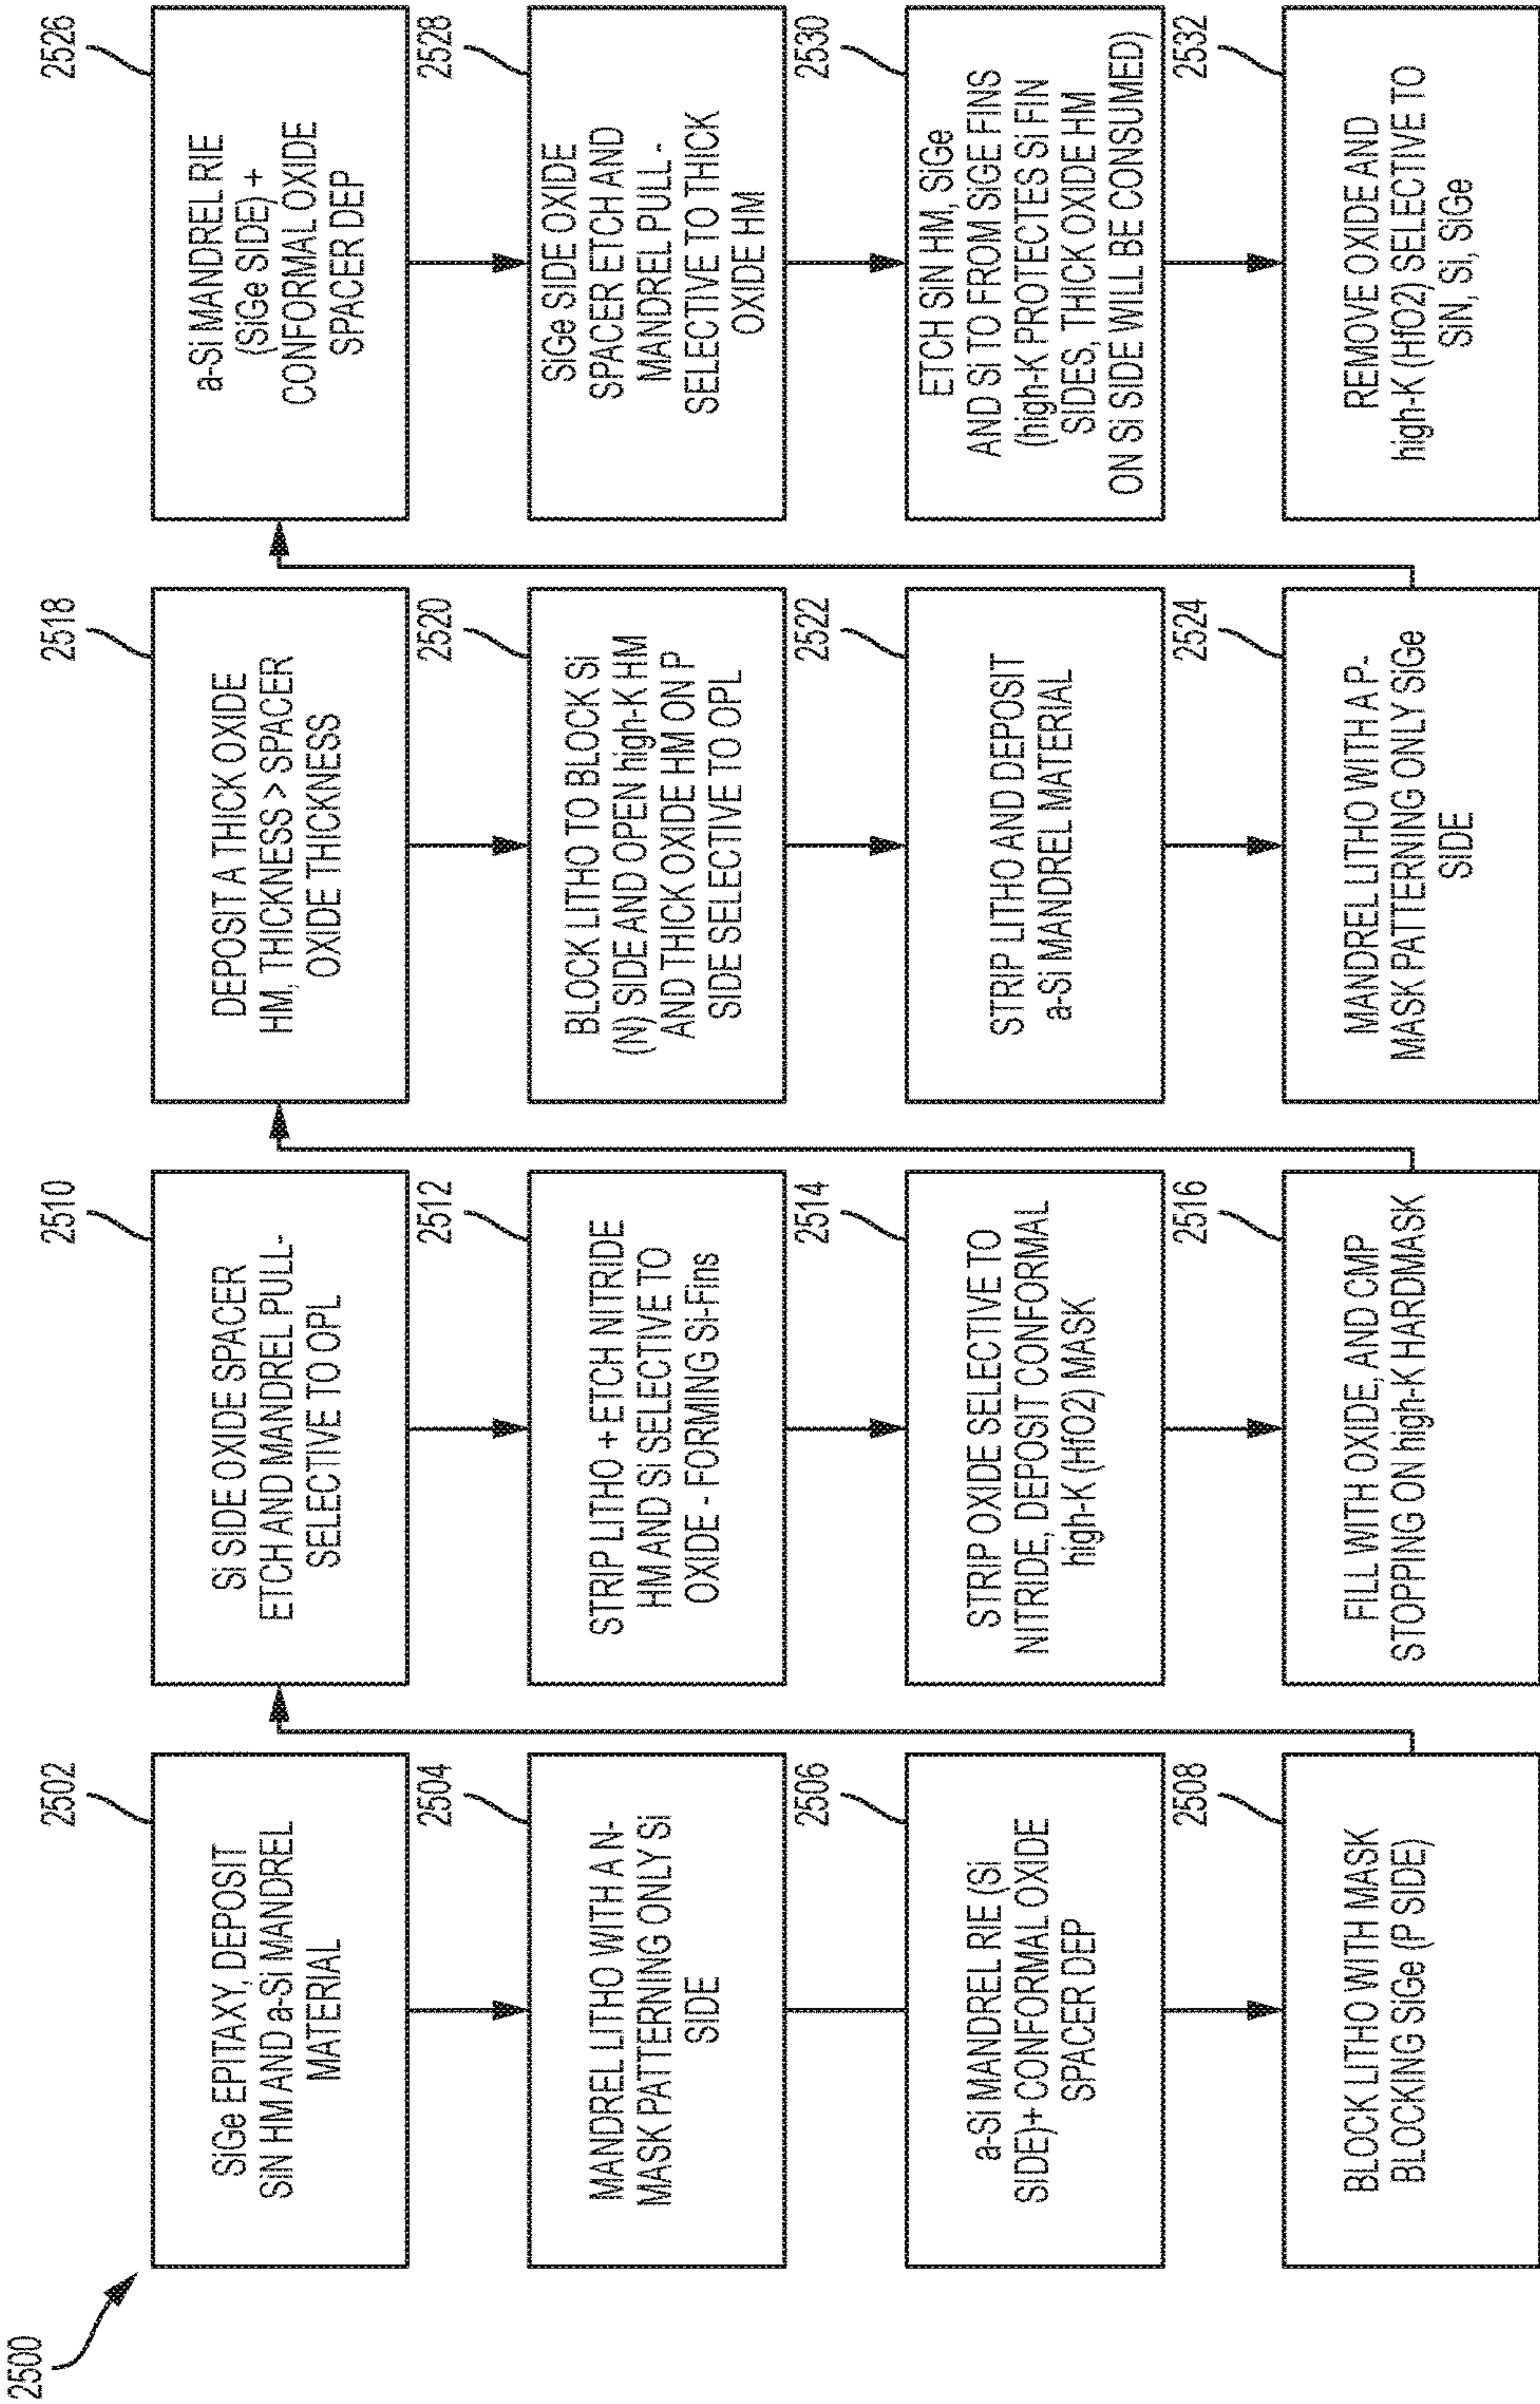 2500
2502
SiGe EPITAXY, DEPOSIT
SiN HM AND a-Si MANDREL
MATERIAL
2504
MANDREL LITHO WITH A N-
MASK PATTERNING ONLY Si
SIDE
2506
a-Si MANDREL RIE (Si
SIDE)+ CONFORMAL OXIDE
SPACER DEP
2508
BLOCK LITHO WITH MASK
BLOCKING SiGe (P SIDE)
2510
Si SIDE OXIDE SPACER
ETCH AND MANDREL PULL-
SELECTIVE TO OPL
2512
STRIP LITHO + ETCH NITRIDE
HM AND Si SELECTIVE TO
OXIDE - FORMING Si-Fins
2514
STRIP OXIDE SELECTIVE TO
NITRIDE, DEPOSIT CONFORMAL
high-K (HfO2) MASK
2516
FILL WITH OXIDE, AND CMP
STOPPING ON high-K HARDMASK
2518
DEPOSIT A THICK OXIDE
HM, THICKNESS > SPACER
OXIDE THICKNESS
2520
BLOCK LITHO TO BLOCK Si
(N) SIDE AND OPEN high-K HM
AND THICK OXIDE HM ON P
SIDE SELECTIVE TO OPL
2522
STRIP LITHO AND DEPOSIT
a-Si MANDREL MATERIAL
2524
MANDREL LITHO WITH A P-
MASK PATTERNING ONLY SiGe
SIDE
2526
a-Si MANDREL RIE
(SiGe SIDE) +
CONFORMAL OXIDE
SPACER DEP
2528
SiGe SIDE OXIDE
SPACER ETCH AND
MANDREL PULL -
SELECTIVE TO THICK
OXIDE HM
2530
ETCH SiN HM, SiGe
AND Si TO FROM SiGe FINS
(high-K PROTECTES Si FIN
SIDES, THICK OXIDE HM
ON Si SIDE WILL BE CONSUMED)
2532
REMOVE OXIDE AND
high-K (HfO2) SELECTIVE TO
SiN, Si, SiGe